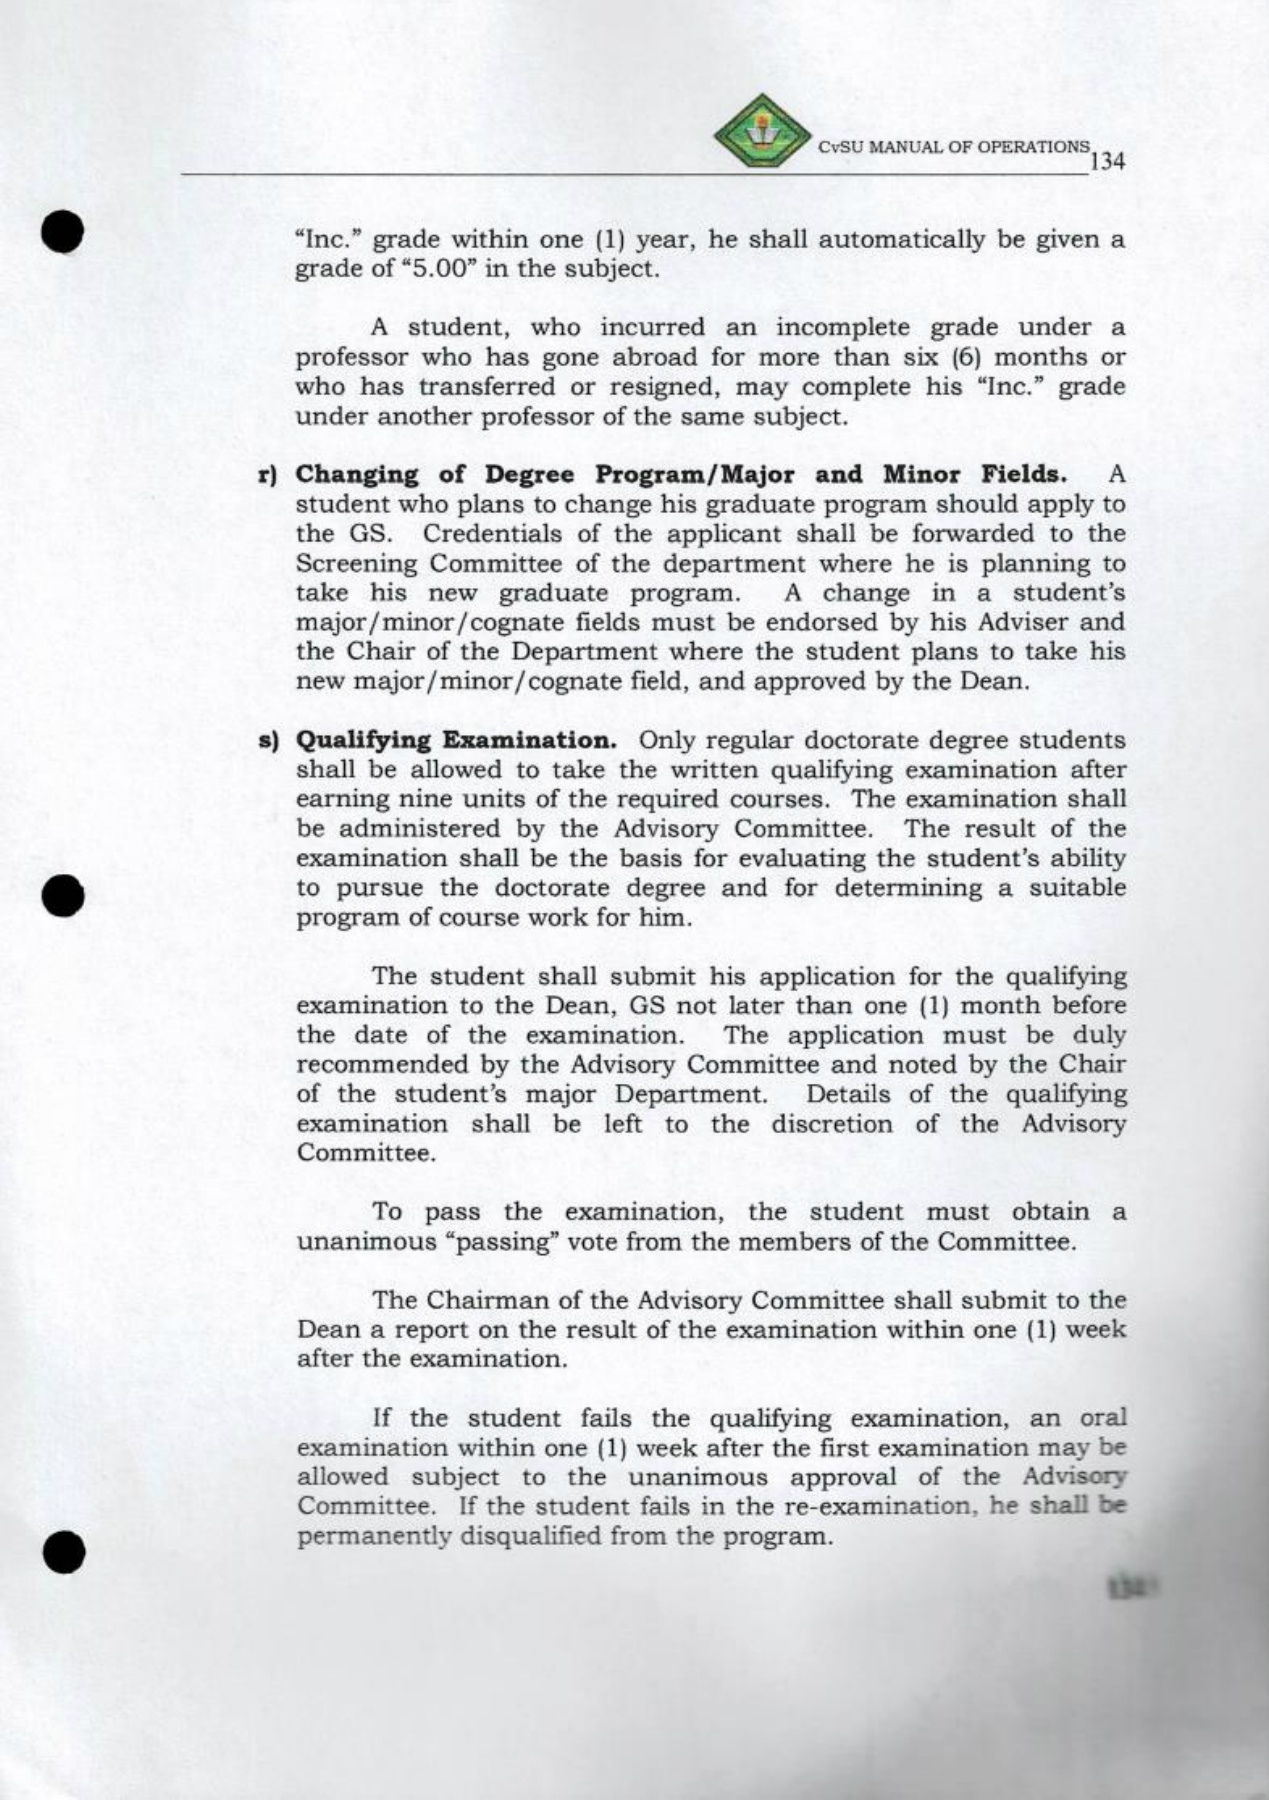 CvSU MANUAL OF OPERATIONS
134
“Inc.” grade within one (1) year, he shall automatically be given a
grade of “5.00” in the subject.
A student, who incurred an incomplete grade under a
professor who has gone abroad for more than six (6) months or
who has transferred or resigned, may complete his “Inc.” grade
under another professor of the same subject.
r) Changing of Degree Program/Major and Minor Fields. A
student who plans to change his graduate program should apply to
the GS. Credentials of the applicant shall be forwarded to the
Screening Committee of the department where he is planning to
take his new graduate program. A change in a student’s
major/minor/cognate fields must be endorsed by his Adviser and
the Chair of the Department where the student plans to take his
new major/minor/cognate field, and approved by the Dean.
s) Qualifying Examination. Only regular doctorate degree students
shall be allowed to take the written qualifying examination after
earning nine units of the required courses. The examination shall
be administered by the Advisory Committee. The result of the
examination shall be the basis for evaluating the student’s ability
to pursue the doctorate degree and for determining a suitable
program of course work for him.
The student shall submit his application for the qualifying
examination to the Dean, GS not later than one (1) month before
the date of the examination. The application must be duly
recommended by the Advisory Committee and noted by the Chair
of the student’s major Department. Details of the qualifying
examination shall be left to the discretion of the Advisory
Committee.
To pass the examination, the student must obtain a
unanimous “passing” vote from the members of the Committee.
The Chairman of the Advisory Committee shall submit to the
Dean a report on the result of the examination within one (1) week
after the examination.
If the student fails the qualifying examination, an oral
examination within one (1) week after the first examination may be
allowed subject to the unanimous approval of the Advisory
Committee. If the student fails in the re-examination, he shall be
permanently disqualified from the program.